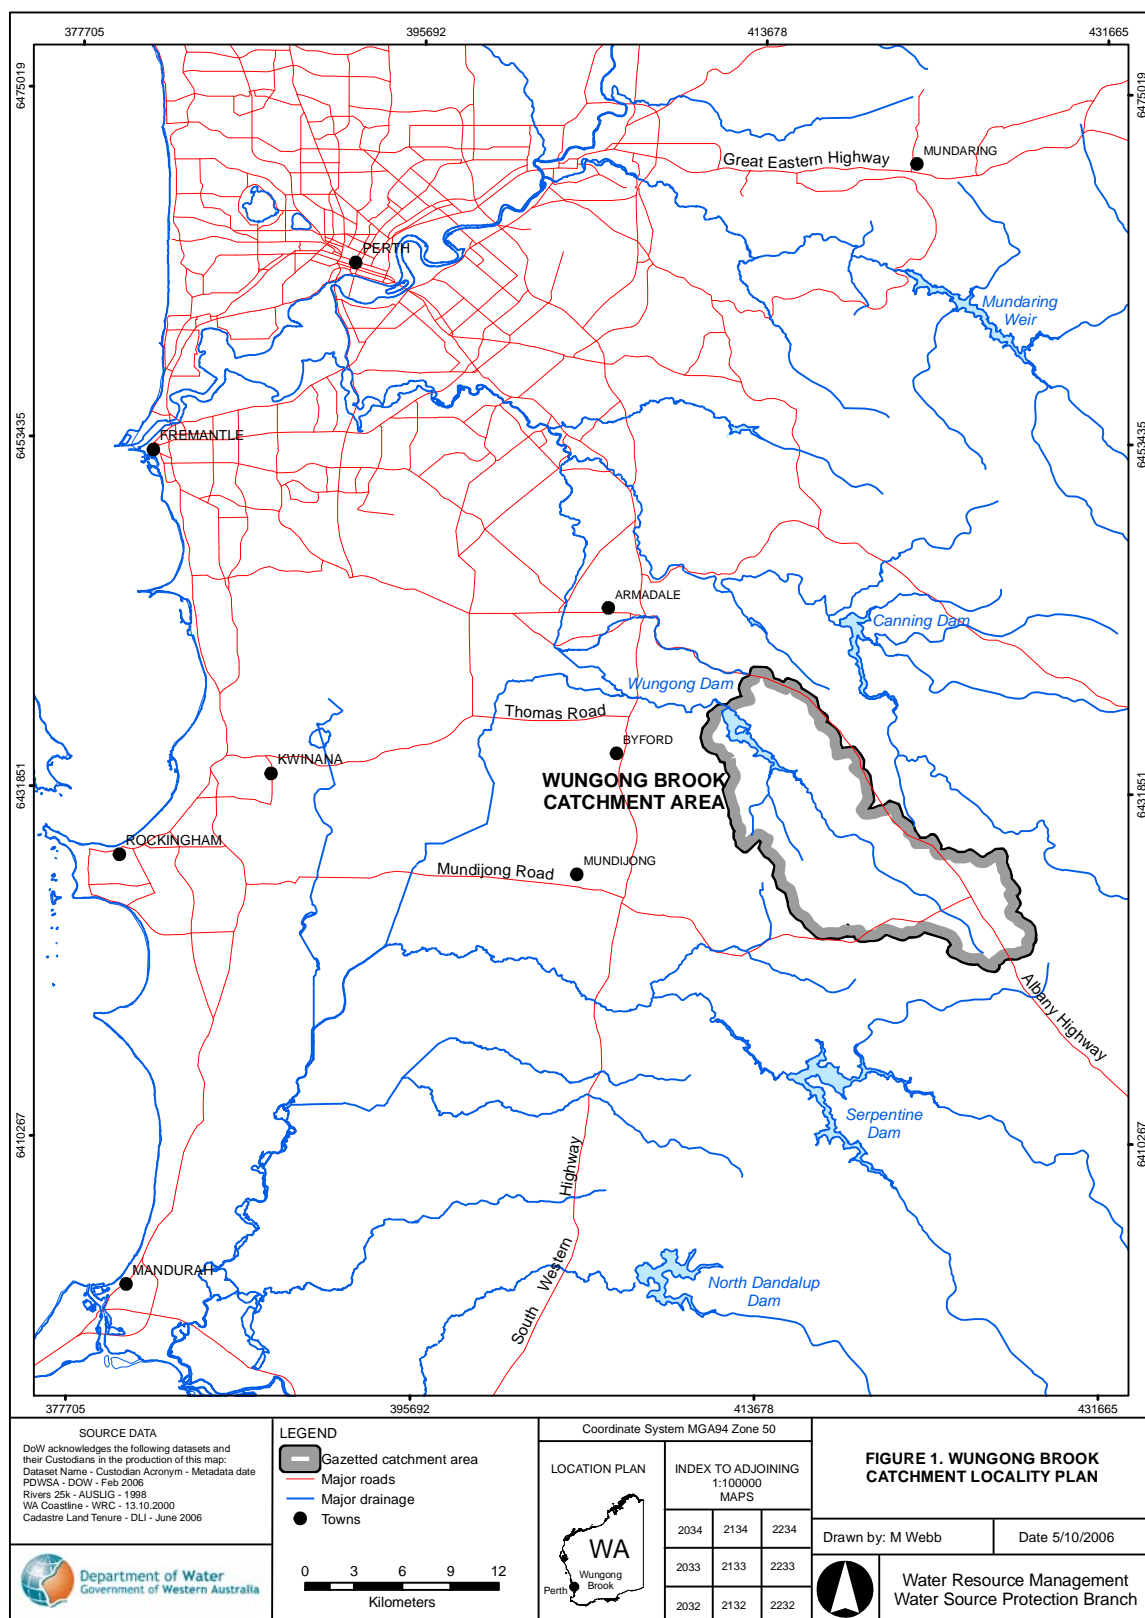 377705
395692
413678
431665
6475019
6475019
MUNDARING
Great Eastern Highway
PERTH
Mundaring
Weir
FREMANTLE
6453435
6453435
ARMADALE
Canning Dam
Wungong Dam
Thomas Road
BYFORD
KWINANA
WUNGONG BROOK
CATCHMENT AREA
6431851
6431851
ROCKINGHAM
Mundijong Road
MUNDIJONG
Albany Highway
Serpentine
Dam
6410267
6410267
South Western Highway
MANDURAH
North Dandalup
Dam
377705
395692
413678
431665
SOURCE DATA
DoW acknowledges the following datasets and
their Custodians in the production of this map:
Dataset Name - Custodian Acronym - Metadata date
PDWSA - DOW - Feb 2006
Rivers 25k - AUSLIG - 1998
WA Coastline - WRC - 13.10.2000
Cadastre Land Tenure - DLI - June 2006
Department of Water
Government of Western Australia
LEGEND
Gazetted catchment area
Major roads
Major drainage
Towns
0 3 6 9 12
Kilometers
Coordinate System MGA94 Zone 50
LOCATION PLAN
WA
Wungong
Brook
Perth
INDEX TO ADJOINING
1:100000
MAPS
2034 2134 2234
2033 2133 2233
2032 2132 2232
FIGURE 1. WUNGONG BROOK
CATCHMENT LOCALITY PLAN
Drawn by: M Webb
Date 5/10/2006
Water Resource Management
Water Source Protection Branch